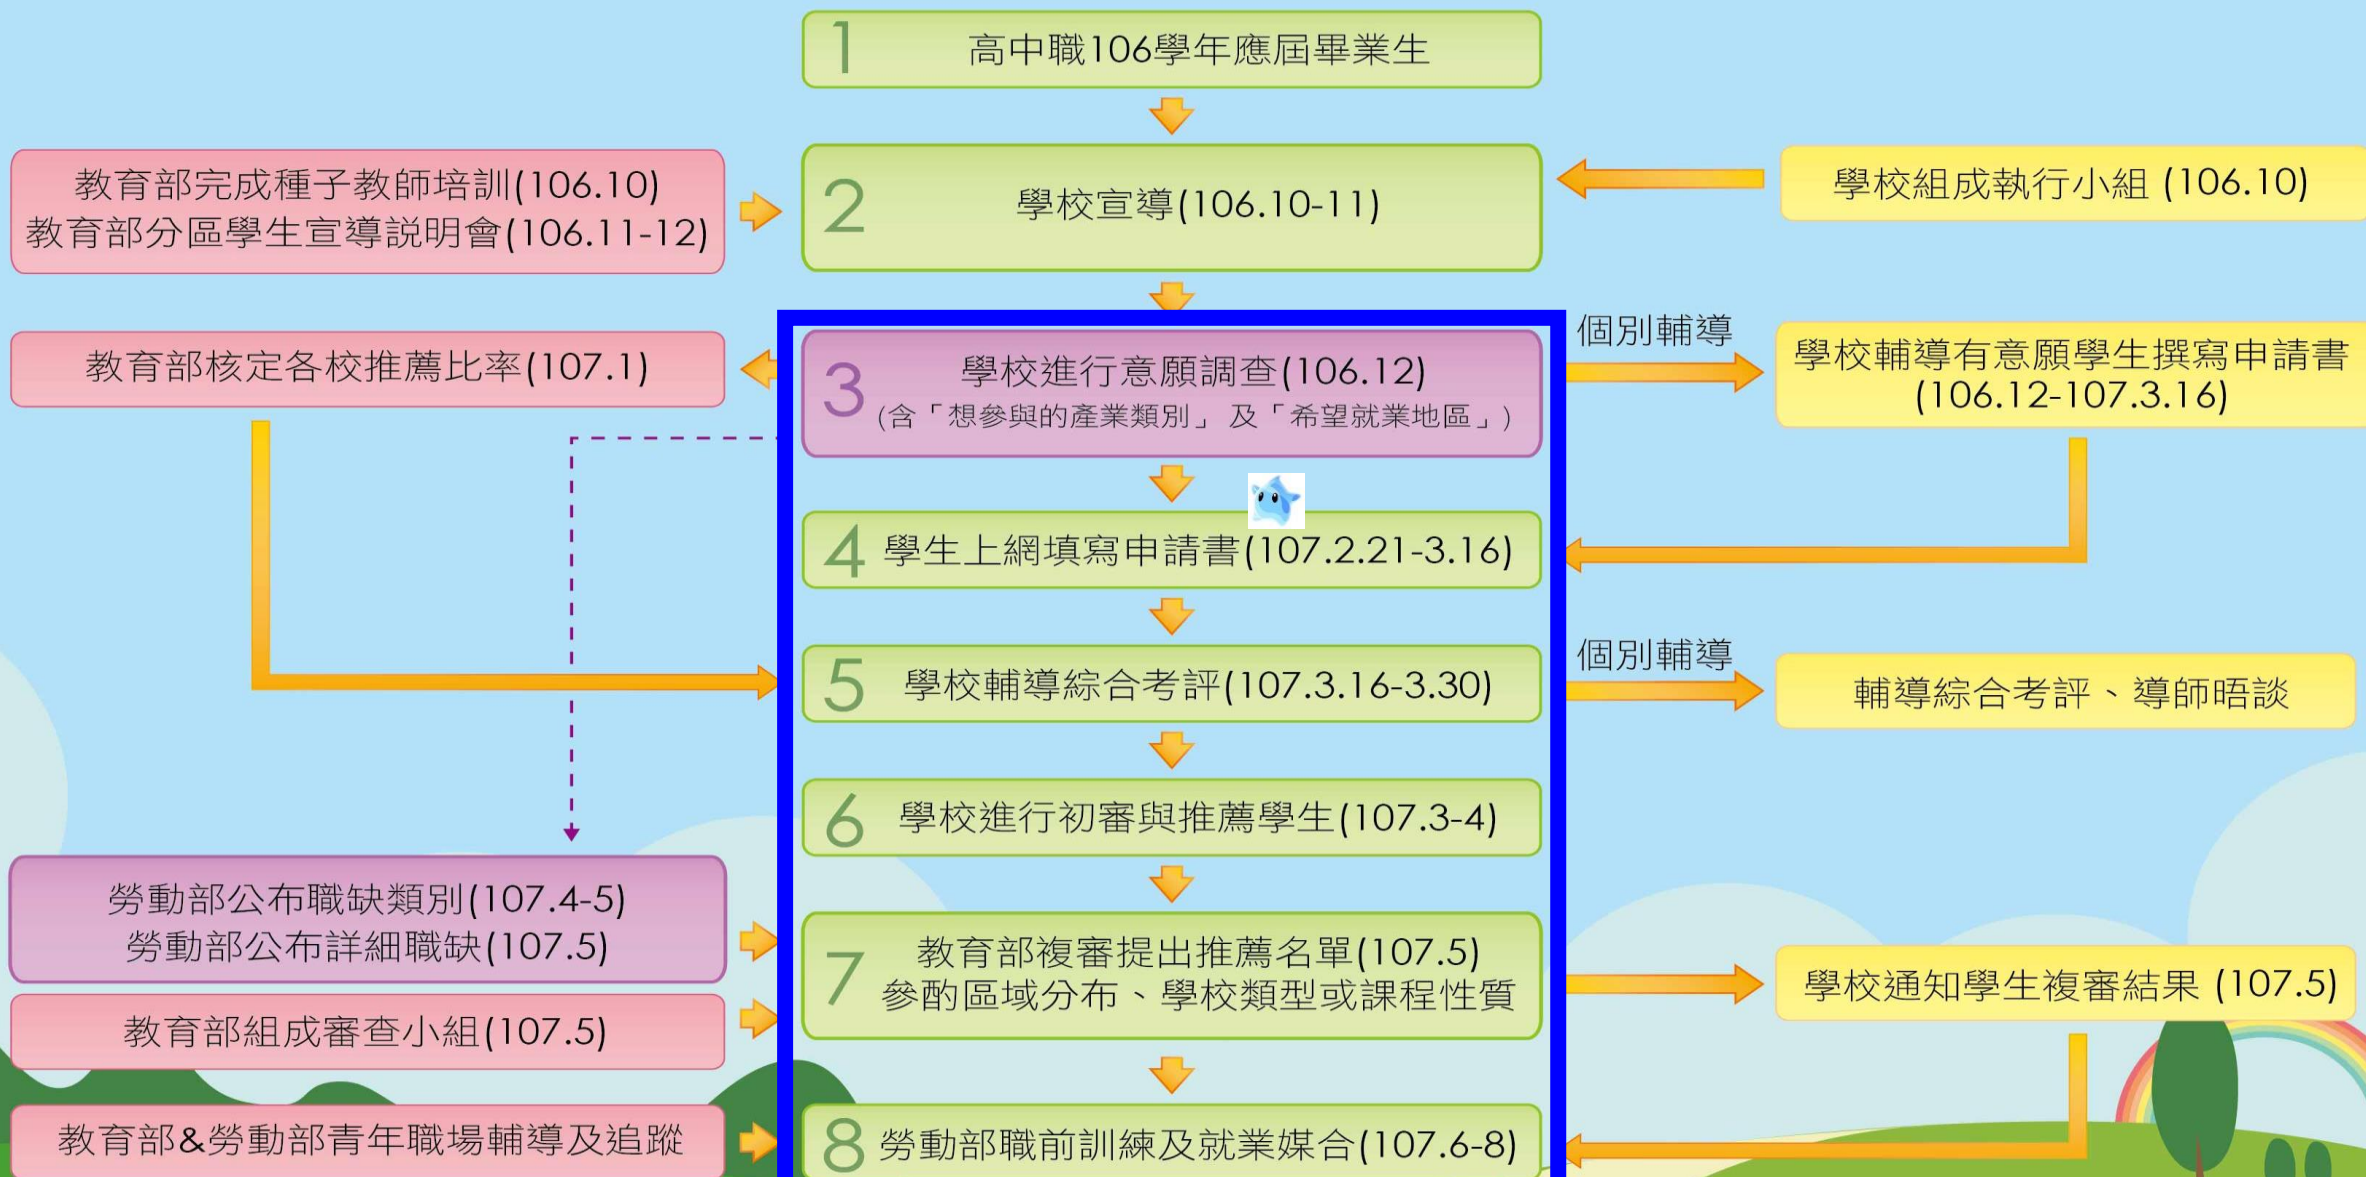 1
高中職106學年應屆畢業生
教育部完成種子教師培訓(106.10)
教育部分區學生宣導説明會(106.11-12)
2
學校宣導(106.10-11)
學校組成執行小組 (106.10)
教育部核定各校推薦比率(107.1)
3
學校進行意願調查(106.12)
(含「想參與的產業類別」 及「希望就業地區」)
個別輔導
學校輔導有意願學生撰寫申請書
(106.12-107.3.16)
4
學生上網填寫申請書(107.2.21-3.16)
5
學校輔導綜合考評(107.3.16-3.30)
個別輔導
輔導綜合考評、導師晤談
6
學校進行初審與推薦學生(107.3-4)
勞動部公布職缺類別(107.4-5)
勞動部公布詳細職缺(107.5)
教育部組成審查小組(107.5)
7
教育部複審提出推薦名單(107.5)
參酌區域分布、學校類型或課程性質
學校通知學生複審結果 (107.5)
教育部&勞動部青年職場輔導及追蹤
8
勞動部職前訓練及就業媒合(107.6-8)